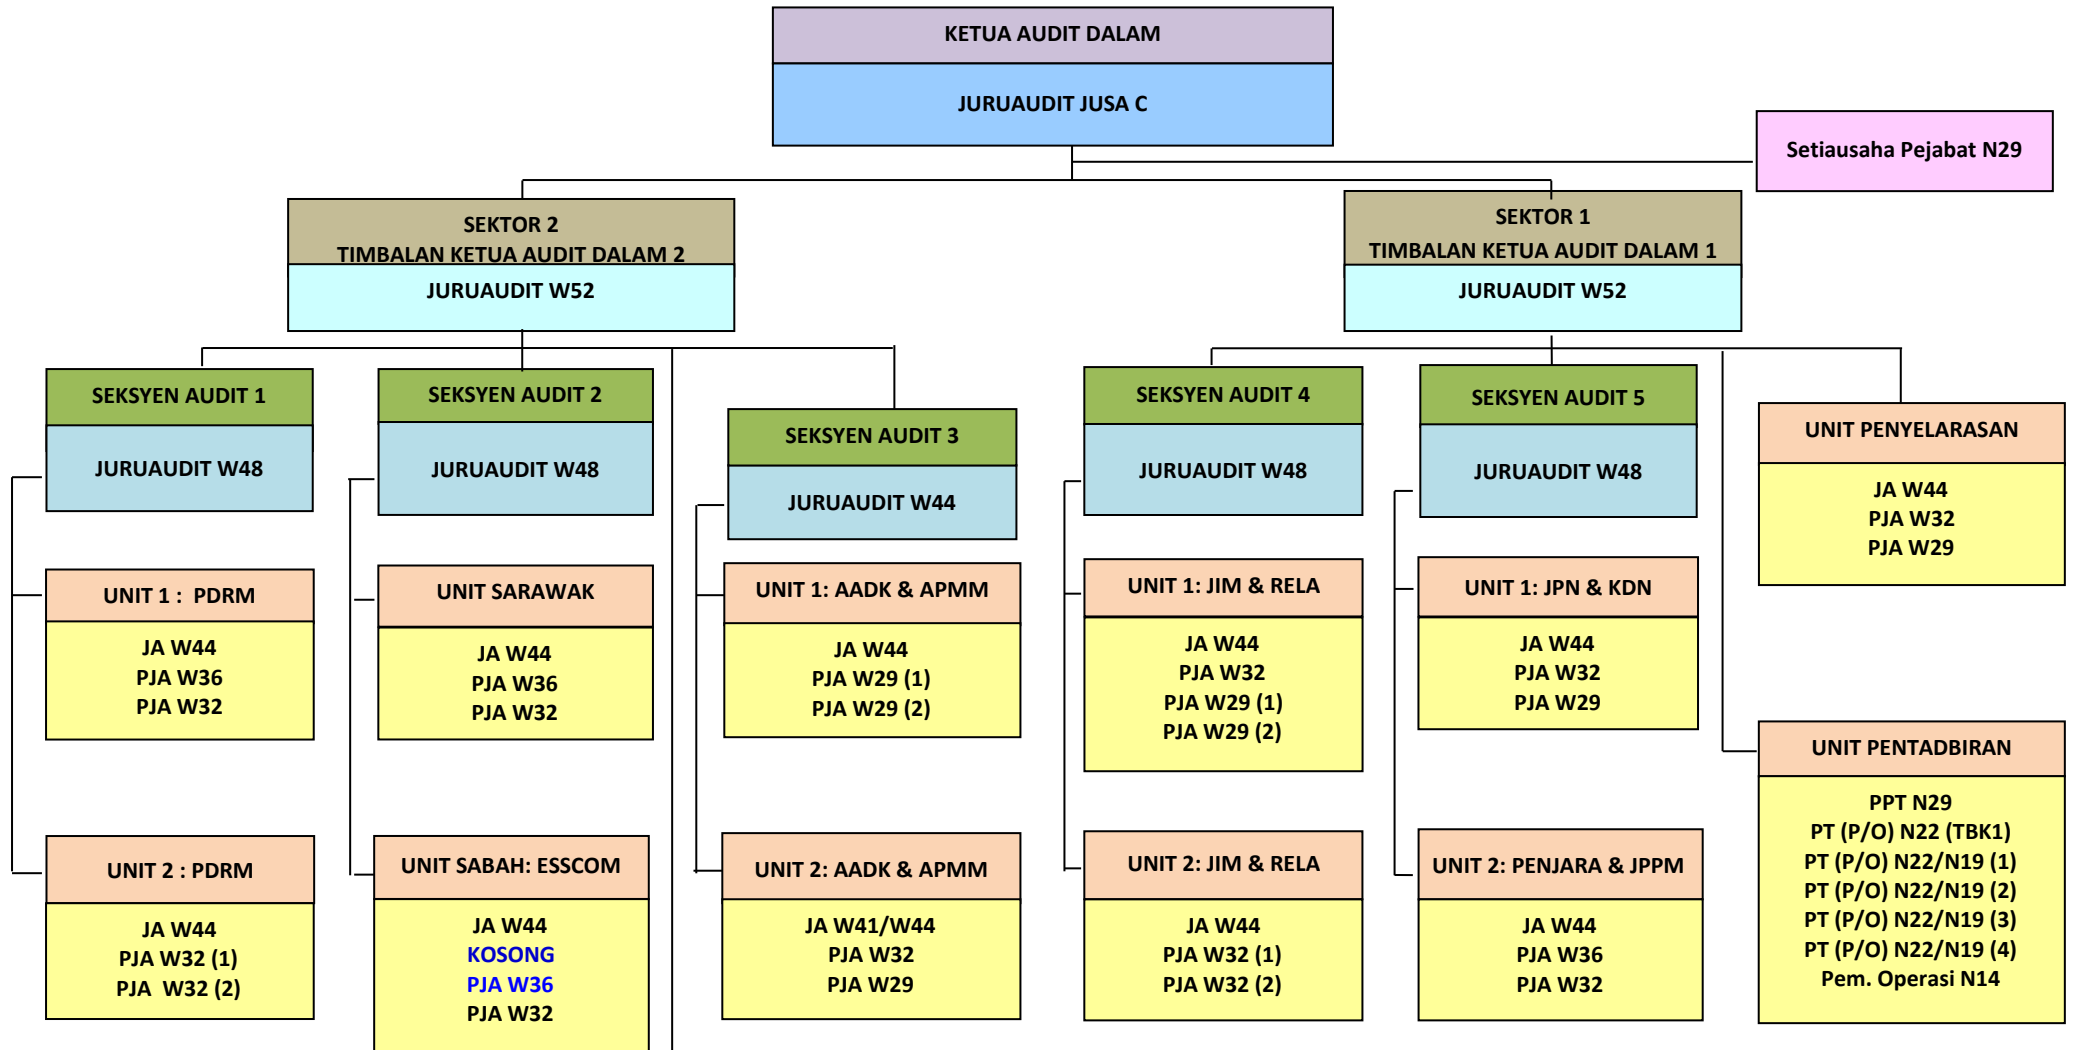 KETUA AUDIT DALAM
JURUAUDIT JUSA C
Setiausaha Pejabat N29
SEKTOR 2
TIMBALAN KETUA AUDIT DALAM 2
JURUAUDIT W52
SEKTOR 1
TIMBALAN KETUA AUDIT DALAM 1
JURUAUDIT W52
SEKSYEN AUDIT 1
JURUAUDIT W48
UNIT 1 : PDRM
JA W44
PJA W36
PJA W32
UNIT 2 : PDRM
JA W44
PJA W32 (1)
PJA W32 (2)
SEKSYEN AUDIT 2
JURUAUDIT W48
UNIT SARAWAK
JA W44
PJA W36
PJA W32
UNIT SABAH: ESSCOM
JA W44
KOSONG
PJA W36
PJA W32
SEKSYEN AUDIT 3
JURUAUDIT W44
UNIT 1: AADK & APMM
JA W44
PJA W29 (1)
PJA W29 (2)
UNIT 2: AADK & APMM
JA W41/W44
PJA W32
PJA W29
SEKSYEN AUDIT 4
JURUAUDIT W48
UNIT 1: JIM & RELA
JA W44
PJA W32
PJA W29 (1)
PJA W29 (2)
UNIT 2: JIM & RELA
JA W44
PJA W32 (1)
PJA W32 (2)
SEKSYEN AUDIT 5
JURUAUDIT W48
UNIT 1: JPN & KDN
JA W44
PJA W32
PJA W29
UNIT 2: PENJARA & JPPM
JA W44
PJA W36
PJA W32
UNIT PENYELARASAN
JA W44
PJA W32
PJA W29
UNIT PENTADBIRAN
PPT N29
PT (P/O) N22 (TBK1)
PT (P/O) N22/N19 (1)
PT (P/O) N22/N19 (2)
PT (P/O) N22/N19 (3)
PT (P/O) N22/N19 (4)
Pem. Operasi N14